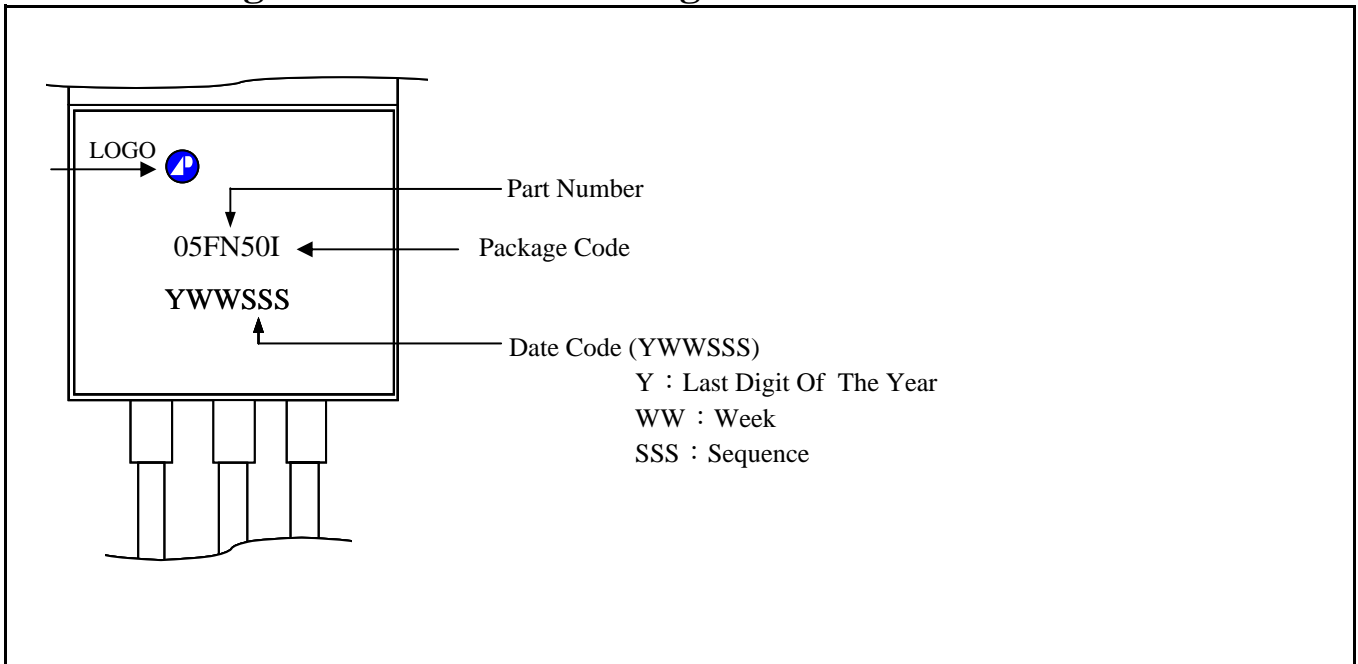 LOGO
Part Number
05FN50I
Package Code
YWWSSS
Date Code (YWWSSS)
Y：Last Digit Of The Year
WW：Week
SSS：Sequence